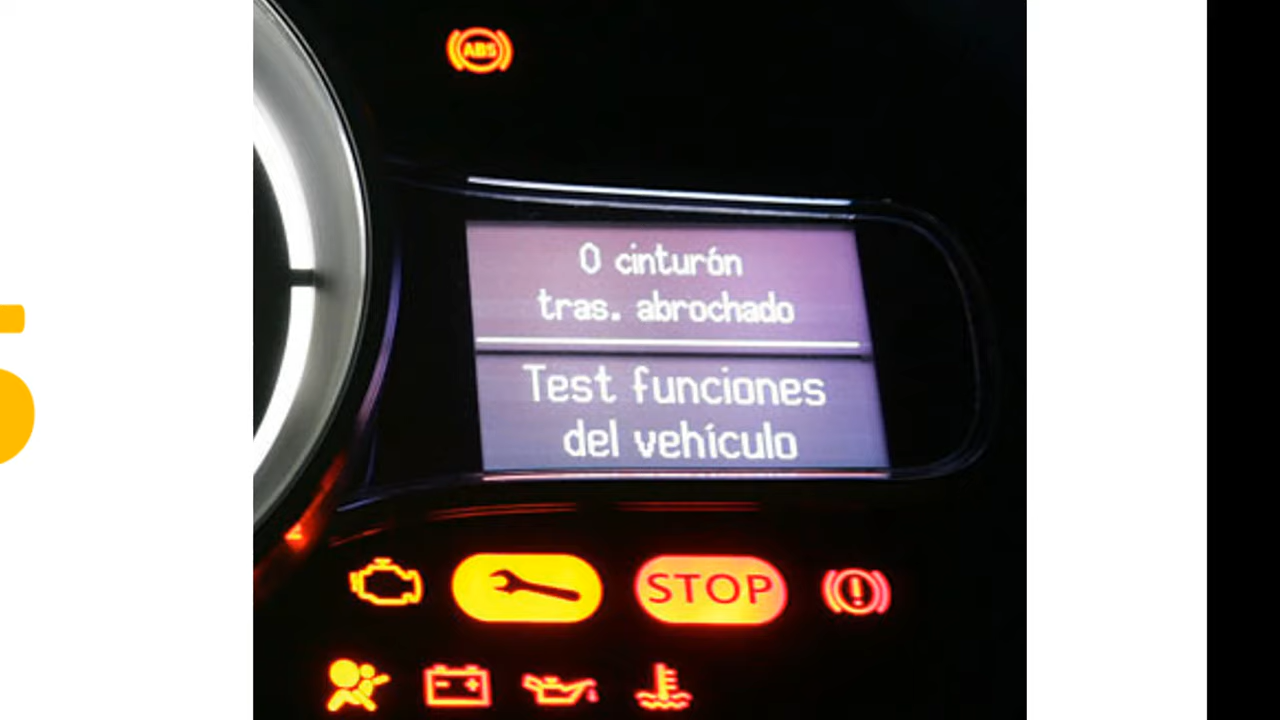 ABS
0 cinturón
tras. abrochado
Test funciones
del vehículo
STOP